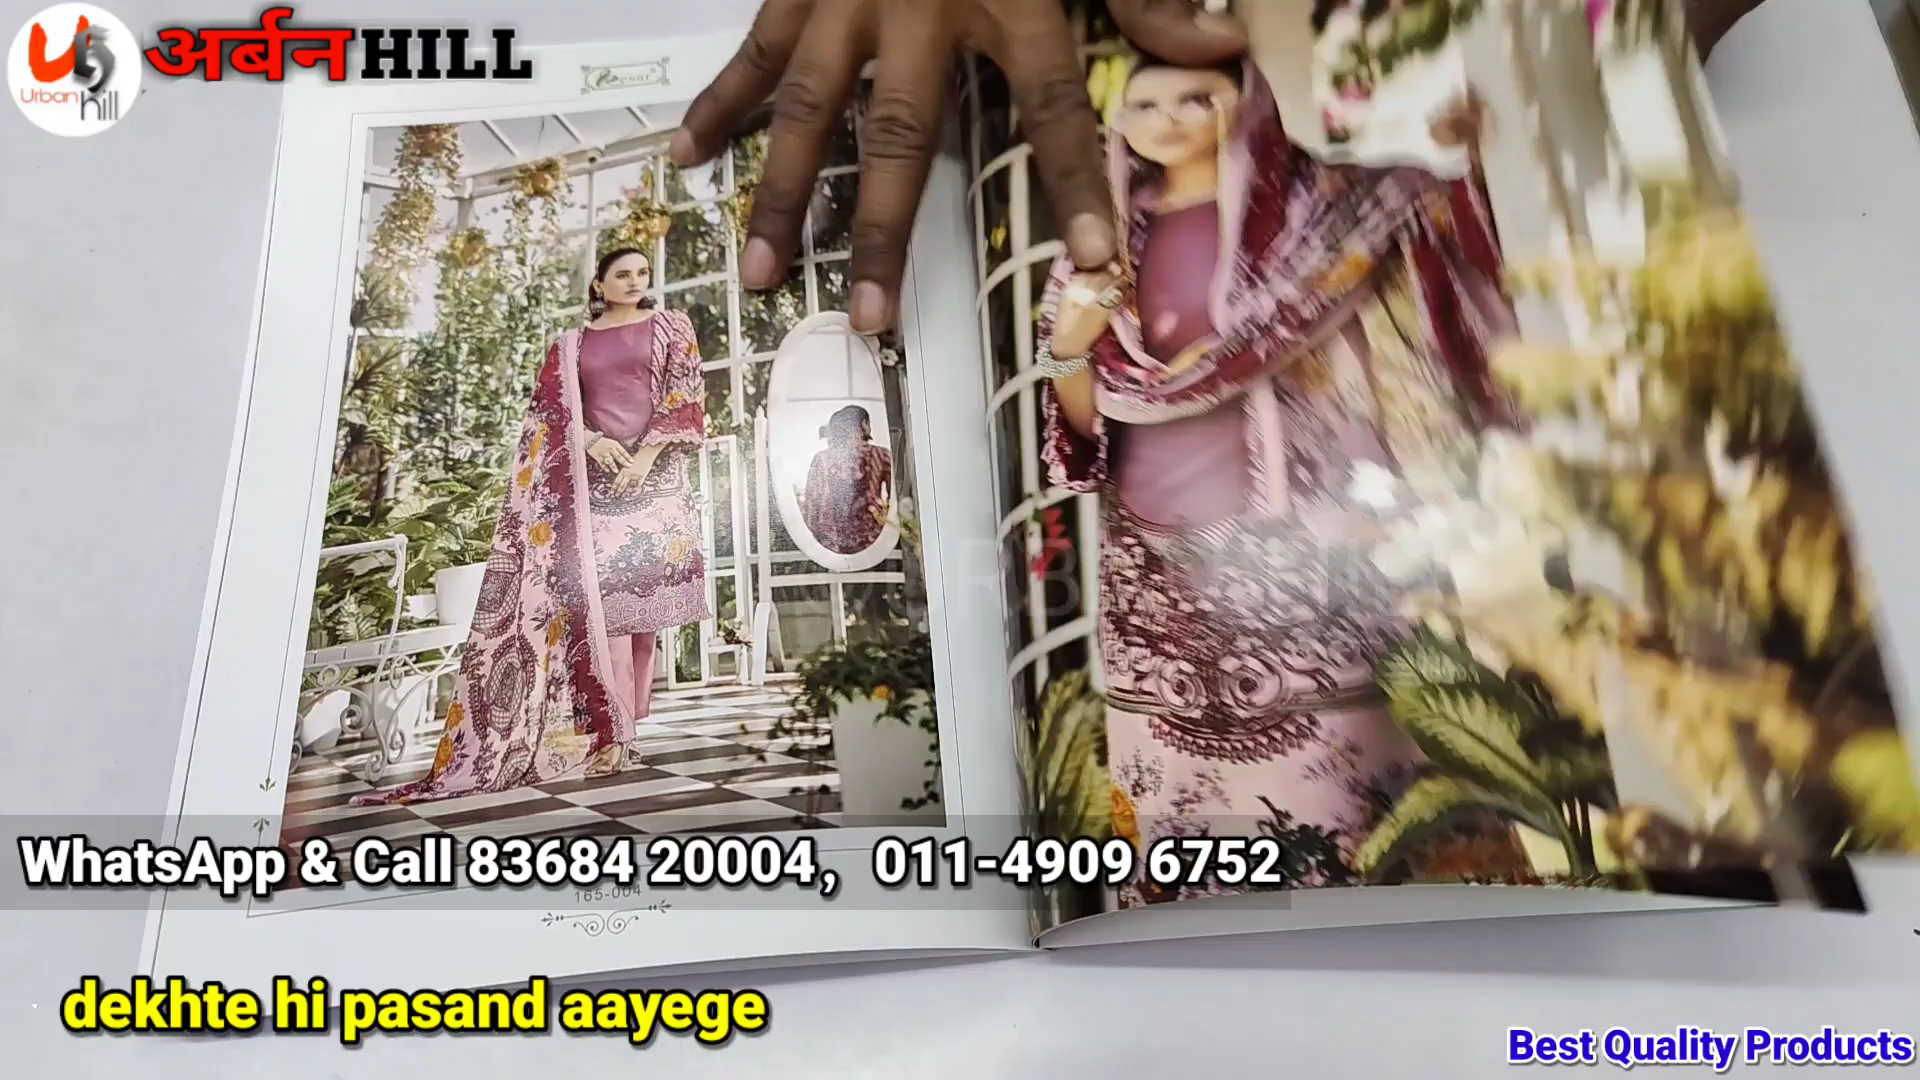 Urban
hill
अर्बन HILL
WhatsApp & Call 83684 20004, 011-4909 6752
165-004
dekhte hi pasand aayege
Best Quality Products